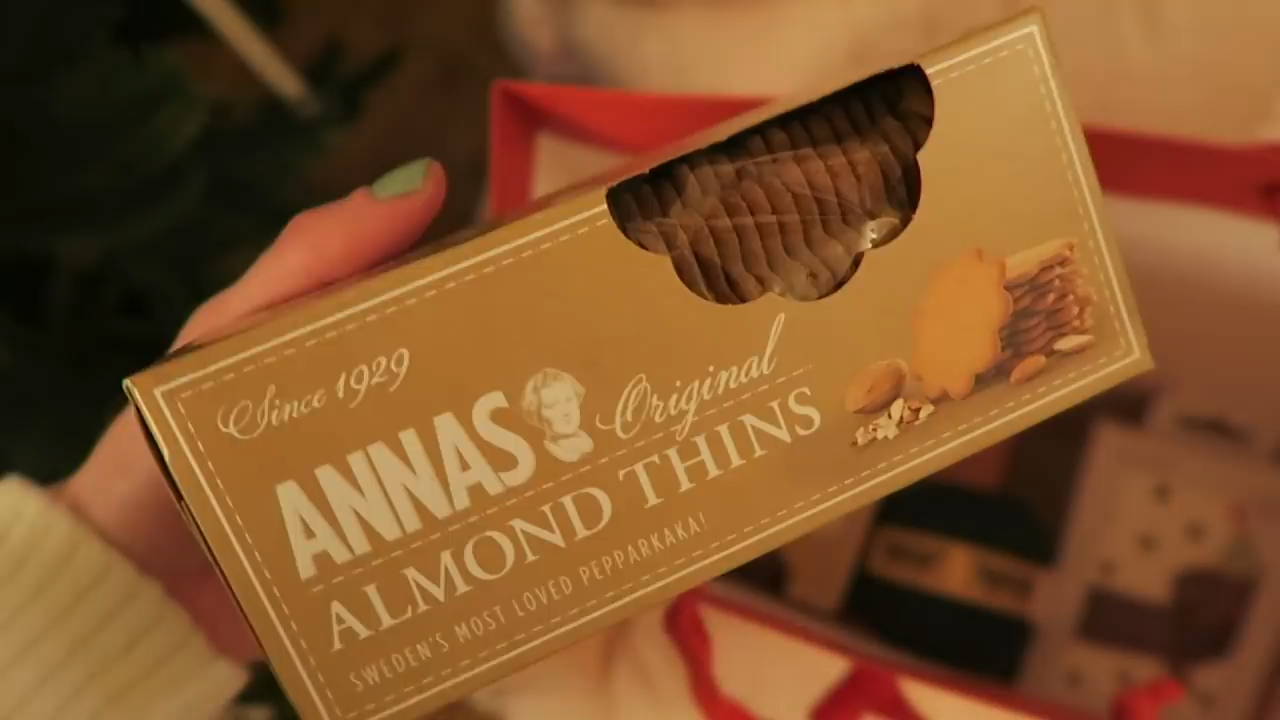 Since 1929
ANNAS Original
ALMOND THINS
SWEDEN'S MOST LOVED PEPPARKAKA!